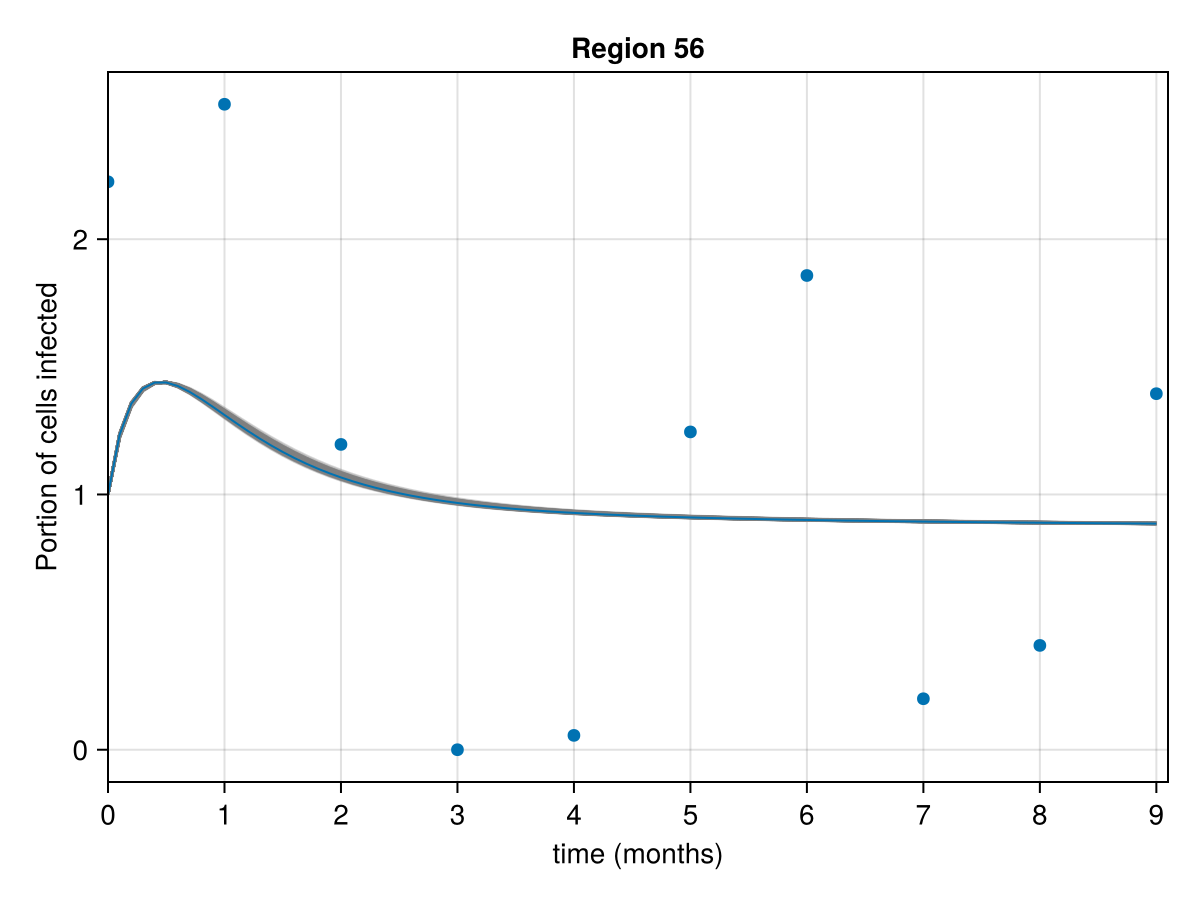 Region 56
Portion of cells infected
2
1
0
0 1 2 3 4 5 6 7 8 9
time (months)